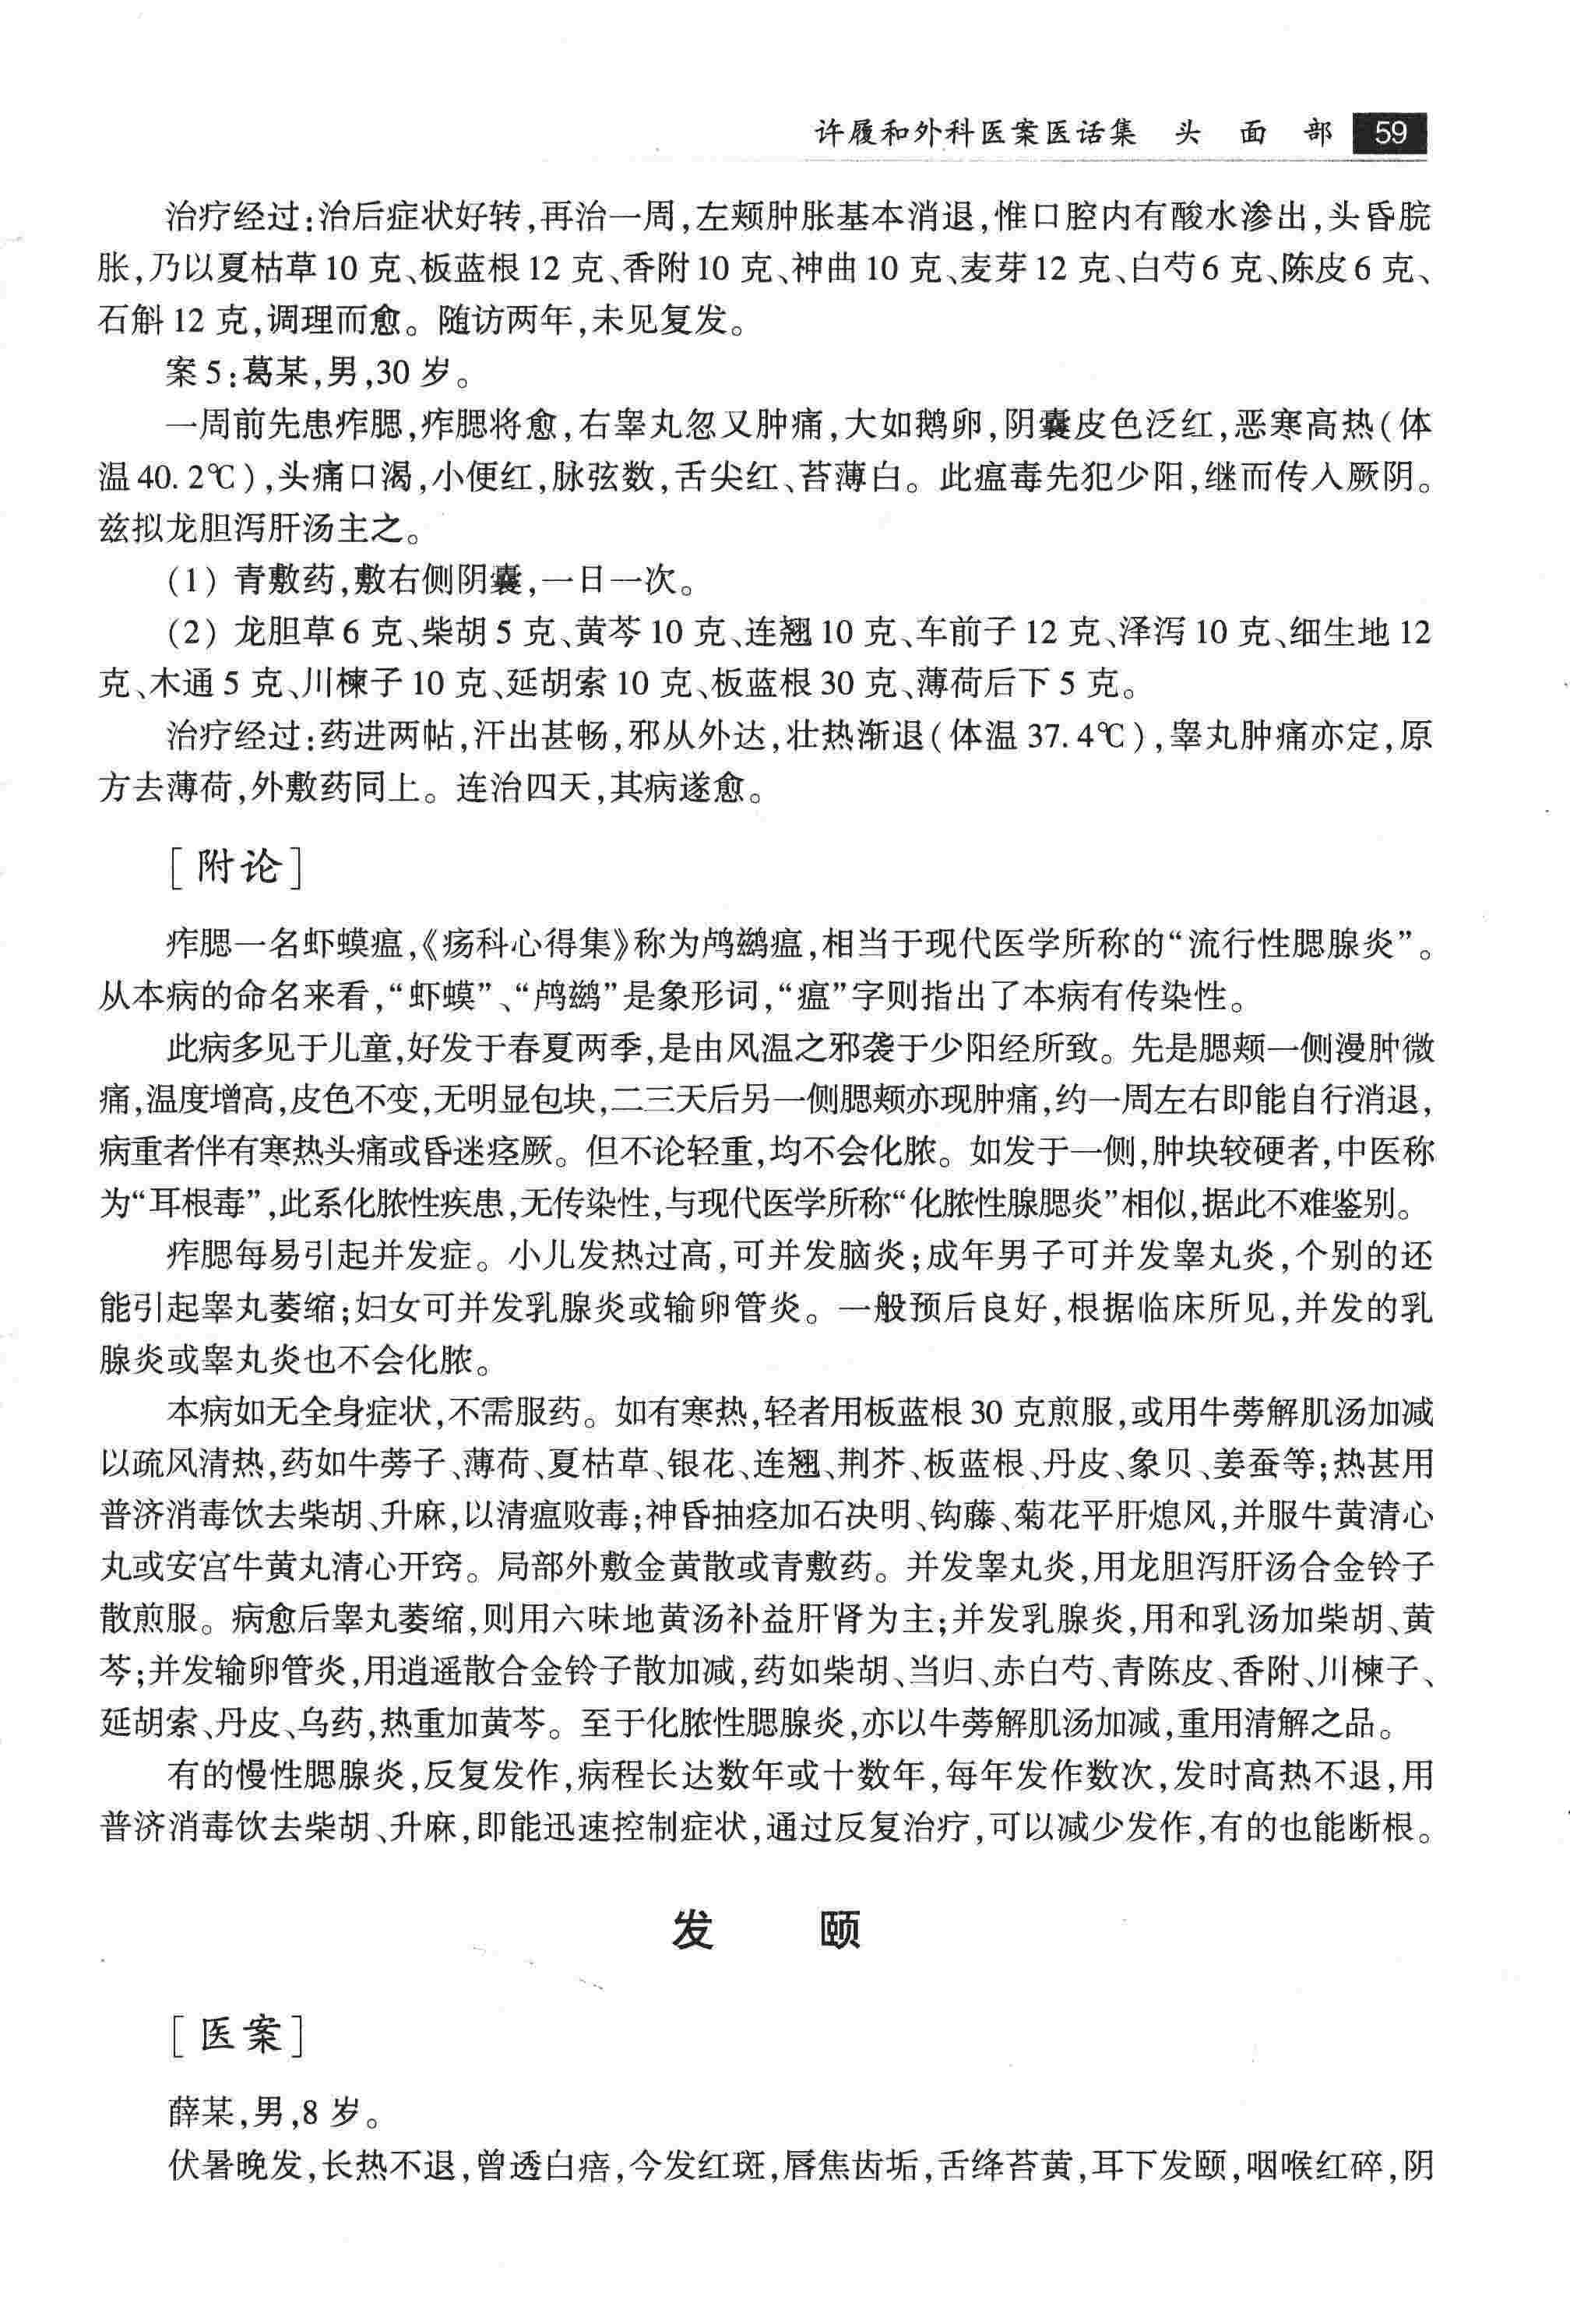 许履和外科医案医话集 头 面 部 59
治疗经过:治后症状好转,再治一周,左颊肿胀基本消退,惟口腔内有酸水渗出,头昏脘
胀,乃以夏枯草10 克、板蓝根12 克、香附10 克、神曲10 克、麦芽12 克、白芍6 克、陈皮6 克、
石斛12 克,调理而愈。随访两年,未见复发。
案5:葛某,男,30 岁。
一周前先患痄腮,痄腮将愈,右睾丸忽又肿痛,大如鹅卵,阴囊皮色泛红,恶寒高热(体
温40. 2℃),头痛口渴,小便红,脉弦数,舌尖红、苔薄白。此瘟毒先犯少阳,继而传入厥阴。
兹拟龙胆泻肝汤主之。
(1) 青敷药,敷右侧阴囊,一日一次。
(2) 龙胆草6 克、柴胡5 克、黄芩10 克、连翘10 克、车前子12 克、泽泻10 克、细生地12
克、木通5 克、川楝子10 克、延胡索10 克、板蓝根30 克、薄荷后下5 克。
治疗经过:药进两帖,汗出甚畅,邪从外达,壮热渐退(体温37. 4℃),睾丸肿痛亦定,原
方去薄荷,外敷药同上。连治四天,其病遂愈。
[附论]
痄腮一名虾蟆瘟,《疡科心得集》称为鸬鹚瘟,相当于现代医学所称的“流行性腮腺炎”。
从本病的命名来看,“虾蟆”、“鸬鹚”是象形词,“瘟”字则指出了本病有传染性。
此病多见于儿童,好发于春夏两季,是由风温之邪袭于少阳经所致。先是腮颊一侧漫肿微
痛,温度增高,皮色不变,无明显包块,二三天后另一侧腮颊亦现肿痛,约一周左右即能自行消退,
病重者伴有寒热头痛或昏迷痉厥。但不论轻重,均不会化脓。如发于一侧,肿块较硬者,中医称
为“耳根毒”,此系化脓性疾患,无传染性,与现代医学所称“化脓性腺腮炎”相似,据此不难鉴别。
痄腮每易引起并发症。小儿发热过高,可并发脑炎;成年男子可并发睾丸炎,个别的还
能引起睾丸萎缩;妇女可并发乳腺炎或输卵管炎。一般预后良好,根据临床所见,并发的乳
腺炎或睾丸炎也不会化脓。
本病如无全身症状,不需服药。如有寒热,轻者用板蓝根30 克煎服,或用牛蒡解肌汤加减
以疏风清热,药如牛蒡子、薄荷、夏枯草、银花、连翘、荆芥、板蓝根、丹皮、象贝、姜蚕等;热甚用
普济消毒饮去柴胡、升麻,以清瘟败毒;神昏抽痉加石决明、钩藤、菊花平肝熄风,并服牛黄清心
丸或安宫牛黄丸清心开窍。局部外敷金黄散或青敷药。并发睾丸炎,用龙胆泻肝汤合金铃子
散煎服。病愈后睾丸萎缩,则用六味地黄汤补益肝肾为主;并发乳腺炎,用和乳汤加柴胡、黄
芩;并发输卵管炎,用逍遥散合金铃子散加减,药如柴胡、当归、赤白芍、青陈皮、香附、川楝子、
延胡索、丹皮、乌药,热重加黄芩。至于化脓性腮腺炎,亦以牛蒡解肌汤加减,重用清解之品。
有的慢性腮腺炎,反复发作,病程长达数年或十数年,每年发作数次,发时高热不退,用
普济消毒饮去柴胡、升麻,即能迅速控制症状,通过反复治疗,可以减少发作,有的也能断根。
发 颐
[医案]
薛某,男,8 岁。
伏暑晚发,长热不退,曾透白㾦,今发红斑,唇焦齿垢,舌绛苔黄,耳下发颐,咽喉红碎,阴